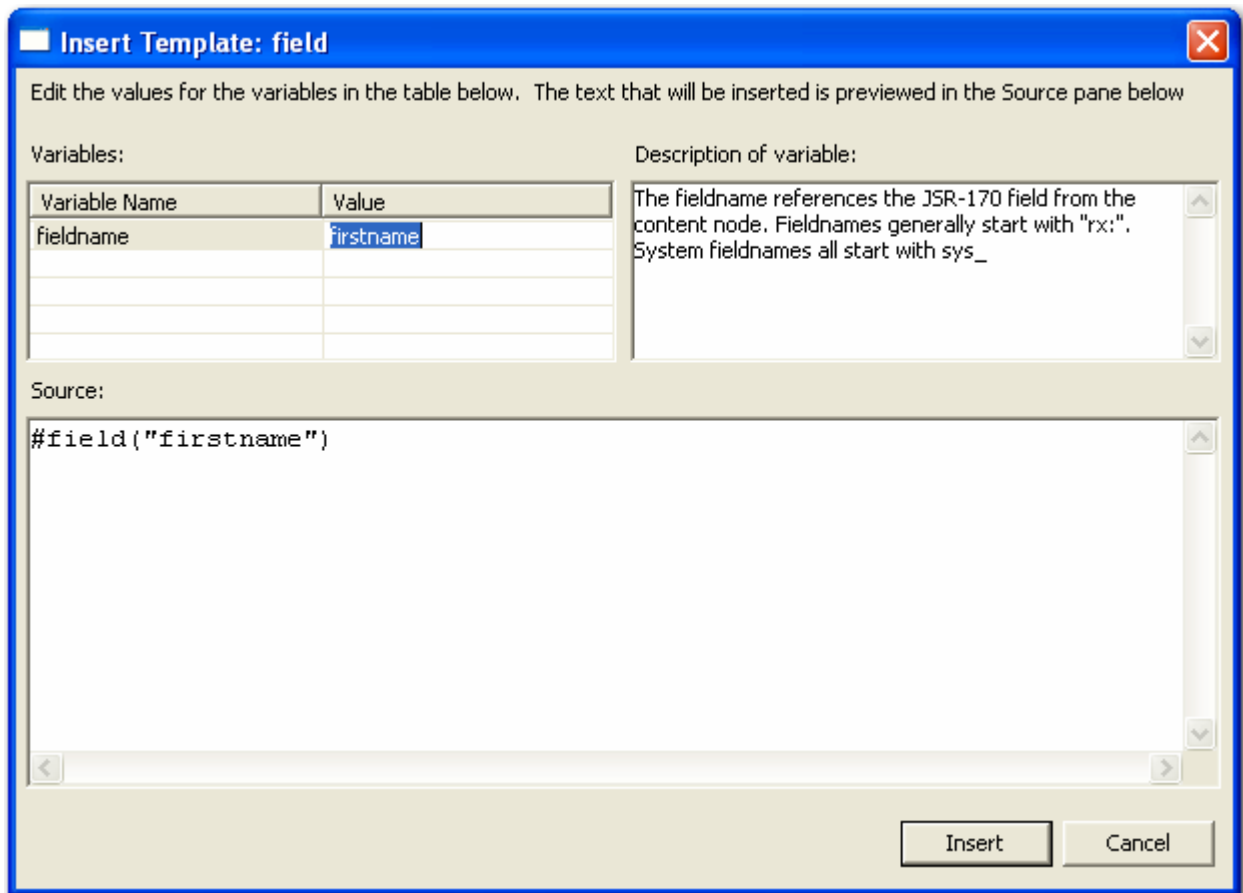 Insert Template: field
Edit the values for the variables in the table below.  The text that will be inserted is previewed in the Source pane below
Variables:
Description of variable:
Variable Name Value
fieldname firstname
The fieldname references the JSR-170 field from the
content node. Fieldnames generally start with "rx:".
System fieldnames all start with sys_
Source:
#field("firstname")
Insert Cancel